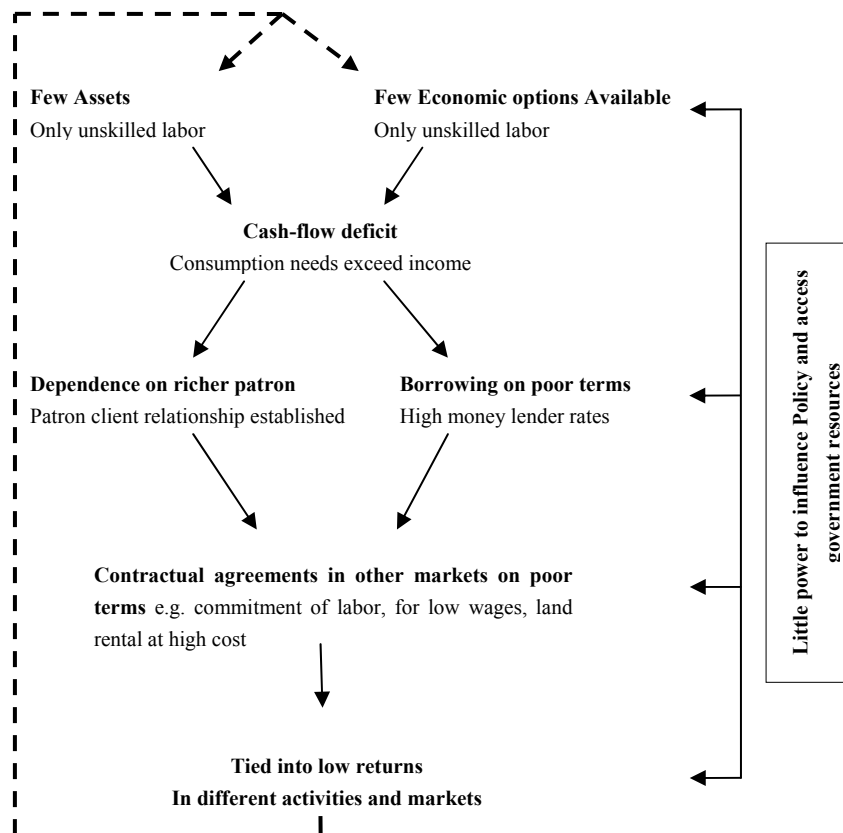 Few Assets
Only unskilled labor
Few Economic options Available
Only unskilled labor
Cash-flow deficit
Consumption needs exceed income
Dependence on richer patron
Patron client relationship established
Borrowing on poor terms
High money lender rates
Contractual agreements in other markets on poor
terms e.g. commitment of labor, for low wages, land
rental at high cost
Tied into low returns
In different activities and markets
Little power to influence Policy and access
government resources